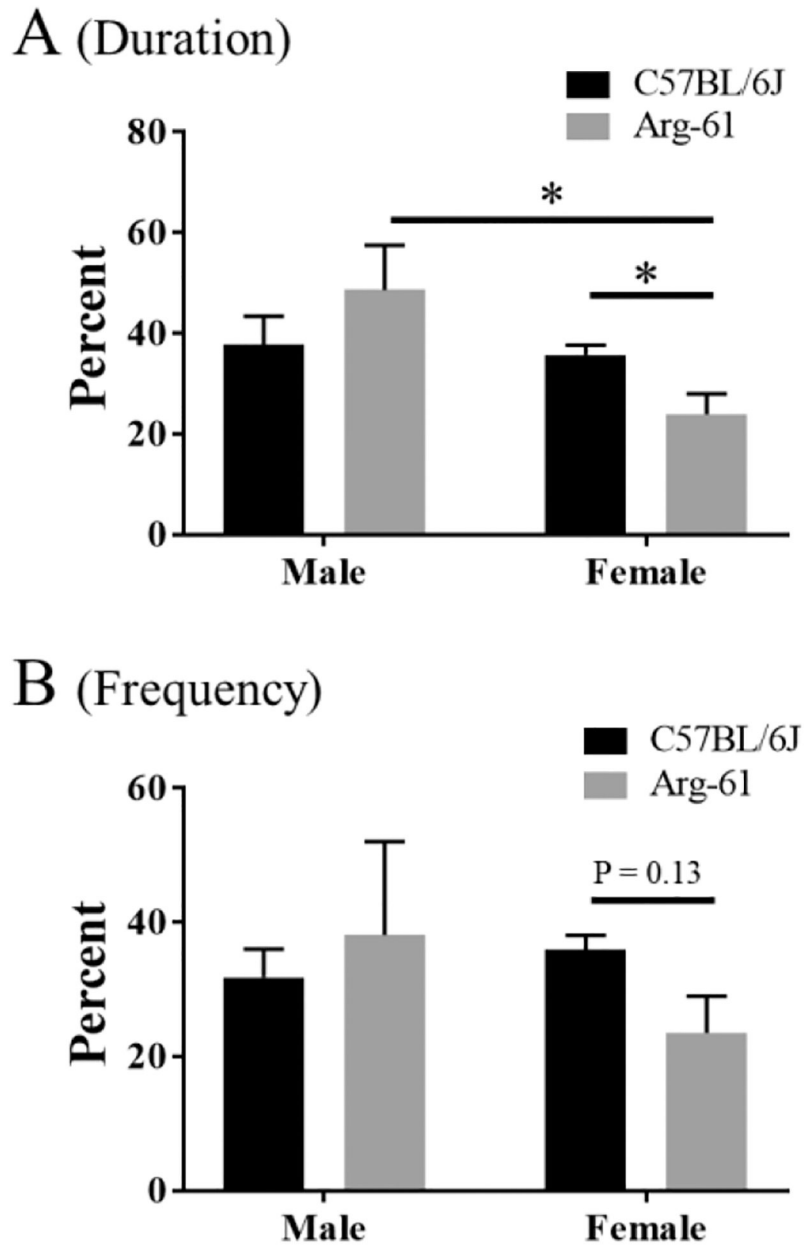 A (Duration)
C57BL/6J
Arg-61
80
60
40
20
0
Percent
*
*
Male Female
B (Frequency)
C57BL/6J
Arg-61
60
40
20
0
Percent
P = 0.13
Male Female